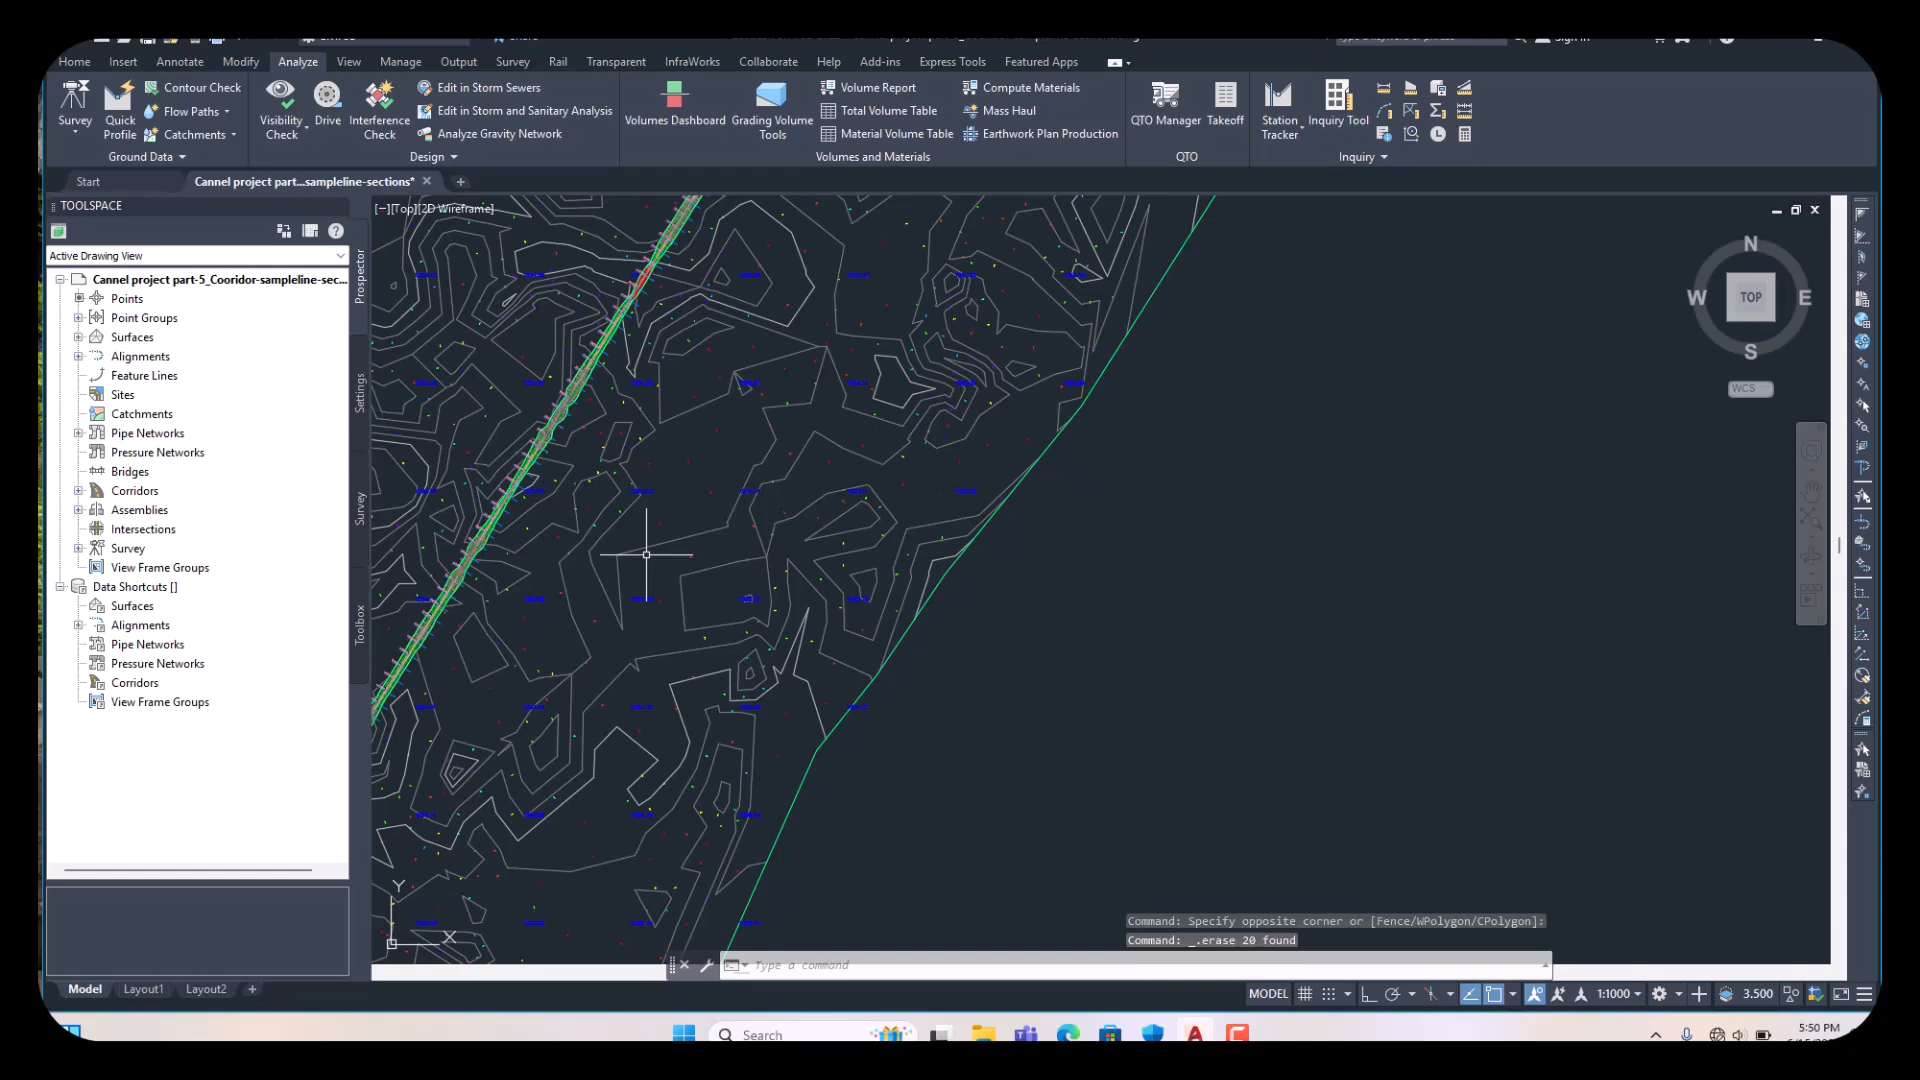 Home Insert Annotate Modify Analyze View Manage Output Survey Rail Transparent InfraWorks Collaborate Help Add-ins Express Tools Featured Apps
Survey
Quick Profile
Contour Check
Flow Paths
Catchments
Ground Data
Visibility Check
Drive
Interference Check
Edit in Storm Sewers
Edit in Storm and Sanitary Analysis
Analyze Gravity Network
Design
Volumes Dashboard
Grading Volume Tools
Volume Report
Total Volume Table
Material Volume Table
Compute Materials
Mass Haul
Earthwork Plan Production
Volumes and Materials
QTO Manager
Takeoff
QTO
Station Tracker
Inquiry Tool
Inquiry
Start
Cannel project part...sampleline-sections*
TOOLSPACE
Active Drawing View
Cannel project part-5_Cooridor-sampleline-sec...
Points
Point Groups
Surfaces
Alignments
Feature Lines
Sites
Catchments
Pipe Networks
Pressure Networks
Bridges
Corridors
Assemblies
Intersections
Survey
View Frame Groups
Data Shortcuts []
Surfaces
Alignments
Pipe Networks
Pressure Networks
Corridors
View Frame Groups
Prospector
Settings
Survey
Toolbox
[−][Top][2D Wireframe]
N
W
TOP
E
S
WCS
Y
X
Command: Specify opposite corner or [Fence/WPolygon/CPolygon]:
Command: _.erase 20 found
Type a command
Model Layout1 Layout2
MODEL
1:1000
3.500
Search
5:50 PM